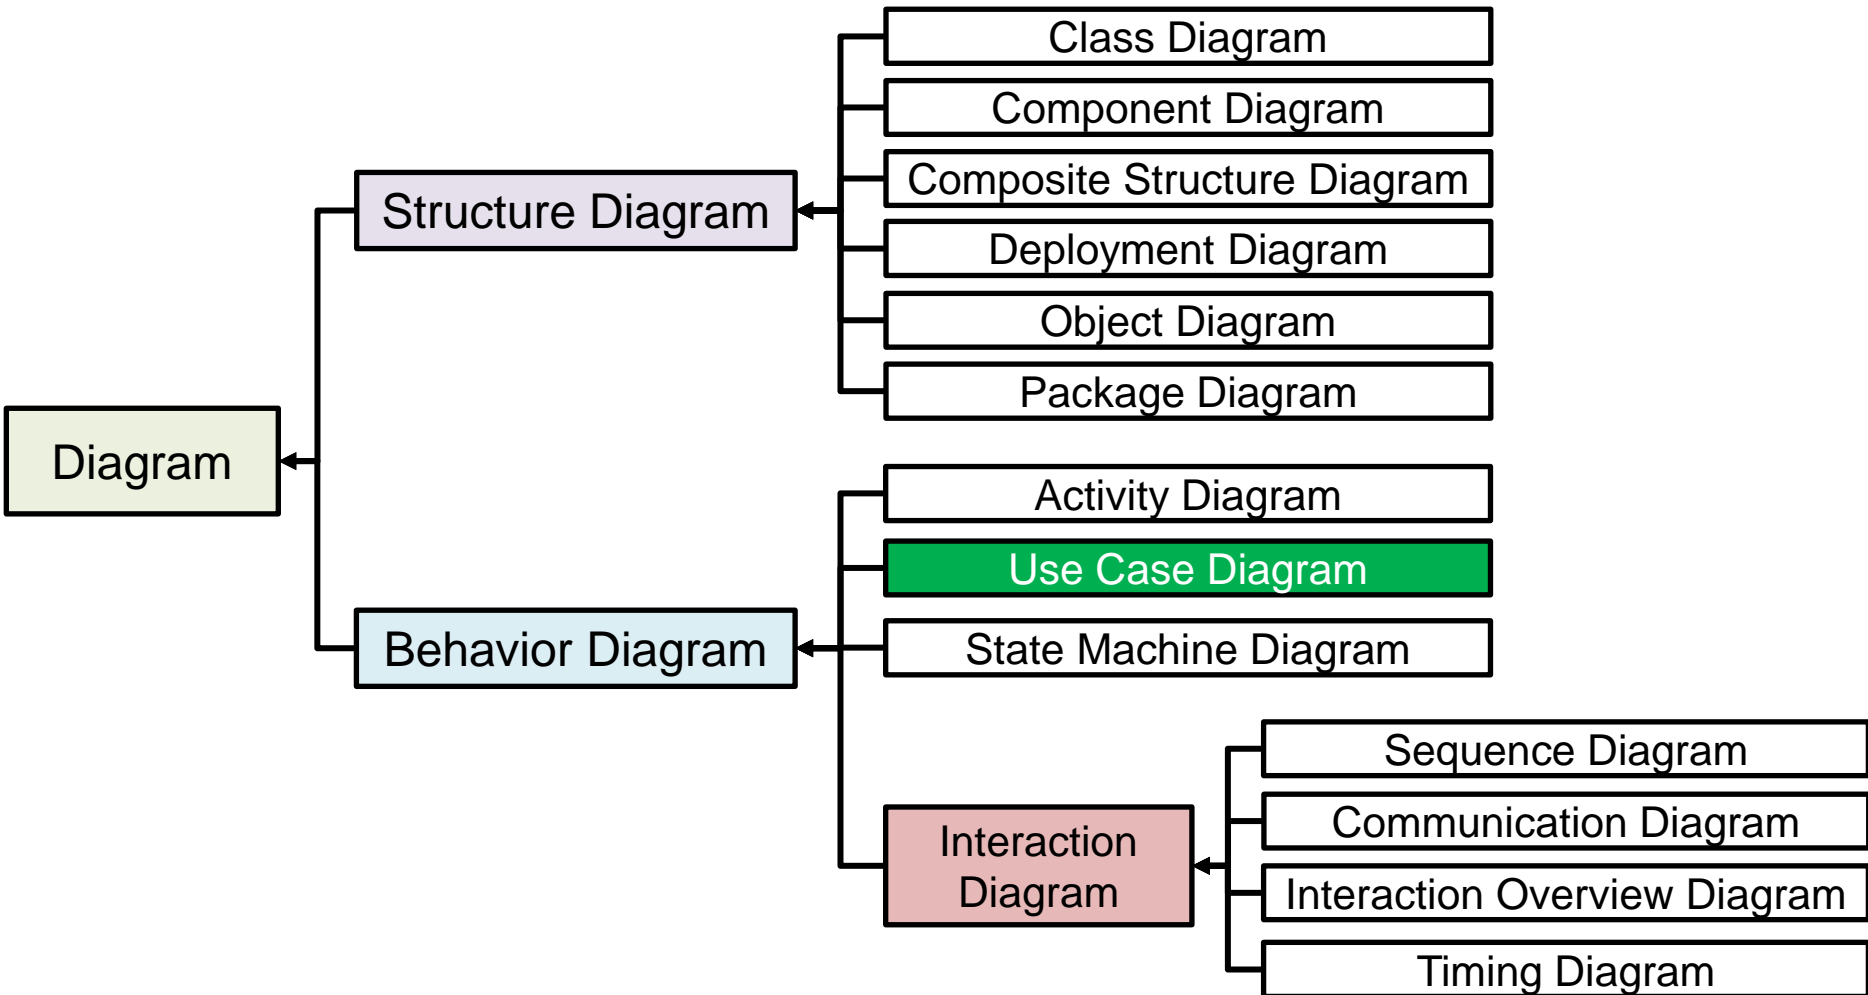 Class Diagram
Component Diagram
Composite Structure Diagram
Structure Diagram
Deployment Diagram
Object Diagram
Package Diagram
Diagram
Activity Diagram
Use Case Diagram
Behavior Diagram
State Machine Diagram
Sequence Diagram
Communication Diagram
Interaction
Diagram
Interaction Overview Diagram
Timing Diagram